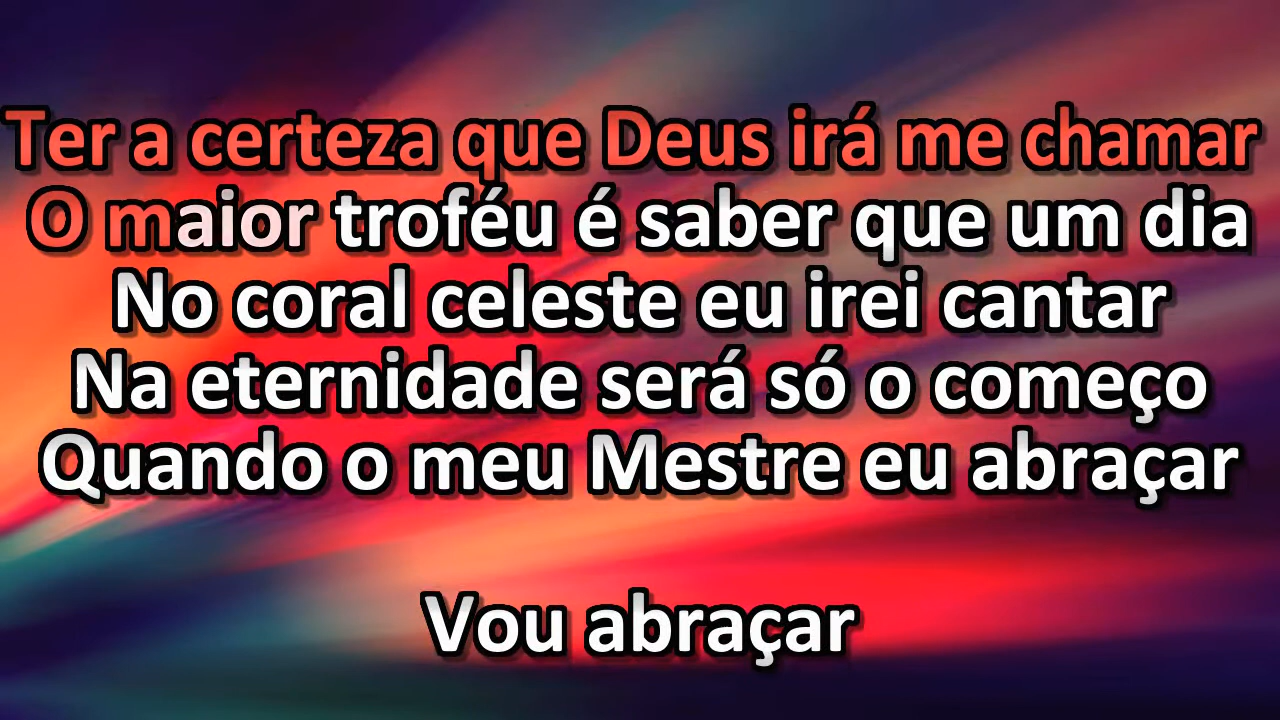 Ter a certeza que Deus irá me chamar
O maior troféu é saber que um dia
No coral celeste eu irei cantar
Na eternidade será só o começo
Quando o meu Mestre eu abraçar
Vou abraçar